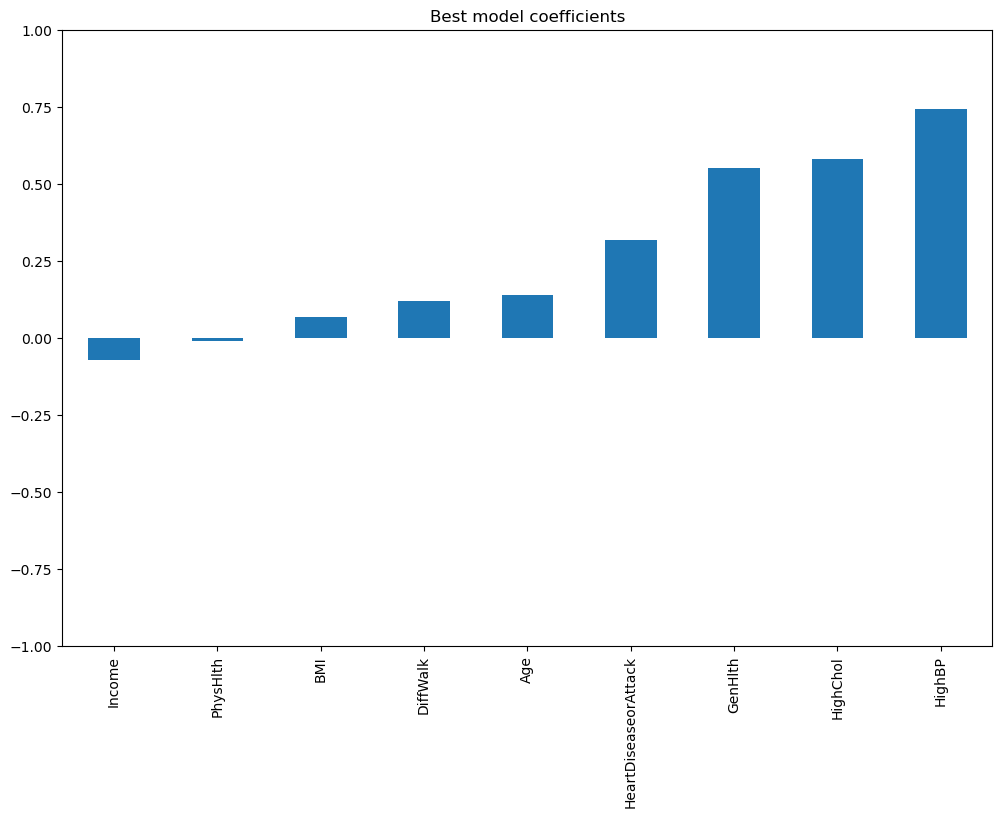 Best model coefficients
1.00
0.75
0.50
0.25
0.00
−0.25
−0.50
−0.75
−1.00
Income
PhysHlth
BMI
DiffWalk
Age
HeartDiseaseorAttack
GenHlth
HighChol
HighBP